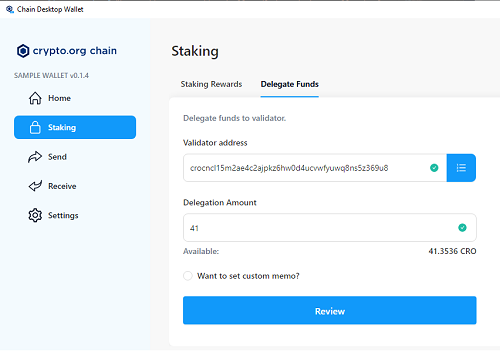 Chain Desktop Wallet
crypto.org chain
SAMPLE WALLET v0.1.4
Home
Staking
Send
Receive
Settings
Staking
Staking Rewards
Delegate Funds
Delegate funds to validator.
Validator address
crocncl15m2ae4c2ajpkz6hw0d4ucvwfyuwq8ns5z369u8
Delegation Amount
41
Available:
41.3536 CRO
Want to set custom memo?
Review